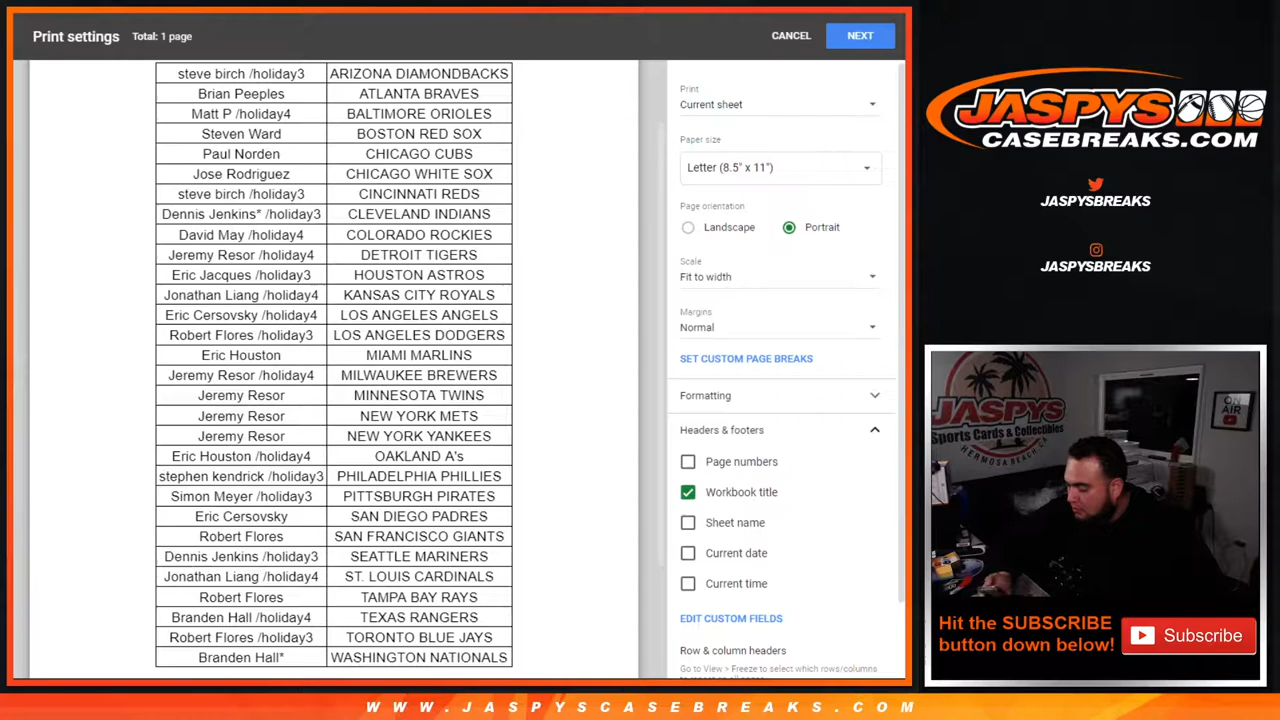 Print settings Total: 1 page CANCEL NEXT
steve birch /holiday3 ARIZONA DIAMONDBACKS
Brian Peeples ATLANTA BRAVES
Matt P /holiday4 BALTIMORE ORIOLES
Steven Ward BOSTON RED SOX
Paul Norden CHICAGO CUBS
Jose Rodriguez CHICAGO WHITE SOX
steve birch /holiday3 CINCINNATI REDS
Dennis Jenkins* /holiday3 CLEVELAND INDIANS
David May /holiday4 COLORADO ROCKIES
Jeremy Resor /holiday4 DETROIT TIGERS
Eric Jacques /holiday3 HOUSTON ASTROS
Jonathan Liang /holiday4 KANSAS CITY ROYALS
Eric Cersovsky /holiday4 LOS ANGELES ANGELS
Robert Flores /holiday3 LOS ANGELES DODGERS
Eric Houston MIAMI MARLINS
Jeremy Resor /holiday4 MILWAUKEE BREWERS
Jeremy Resor MINNESOTA TWINS
Jeremy Resor NEW YORK METS
Jeremy Resor NEW YORK YANKEES
Eric Houston /holiday4 OAKLAND A's
stephen kendrick /holiday3 PHILADELPHIA PHILLIES
Simon Meyer /holiday3 PITTSBURGH PIRATES
Eric Cersovsky SAN DIEGO PADRES
Robert Flores SAN FRANCISCO GIANTS
Dennis Jenkins /holiday3 SEATTLE MARINERS
Jonathan Liang /holiday4 ST. LOUIS CARDINALS
Robert Flores TAMPA BAY RAYS
Branden Hall /holiday4 TEXAS RANGERS
Robert Flores /holiday3 TORONTO BLUE JAYS
Branden Hall* WASHINGTON NATIONALS
Print
Current sheet
Paper size
Letter (8.5" x 11")
Page orientation
Landscape Portrait
Scale
Fit to width
Margins
Normal
SET CUSTOM PAGE BREAKS
Formatting
Headers & footers
Page numbers
Workbook title
Sheet name
Current date
Current time
EDIT CUSTOM FIELDS
Row & column headers
Go to View > Freeze to select which rows/columns
JASPYS
CASEBREAKS.COM
JASPYSBREAKS
JASPYSBREAKS
JASPYS
Sports Cards & Collectibles
HERMOSA BEACH, CA
ON
AIR
Hit the SUBSCRIBE
button down below!
Subscribe
WWW.JASPYSCASEBREAKS.COM